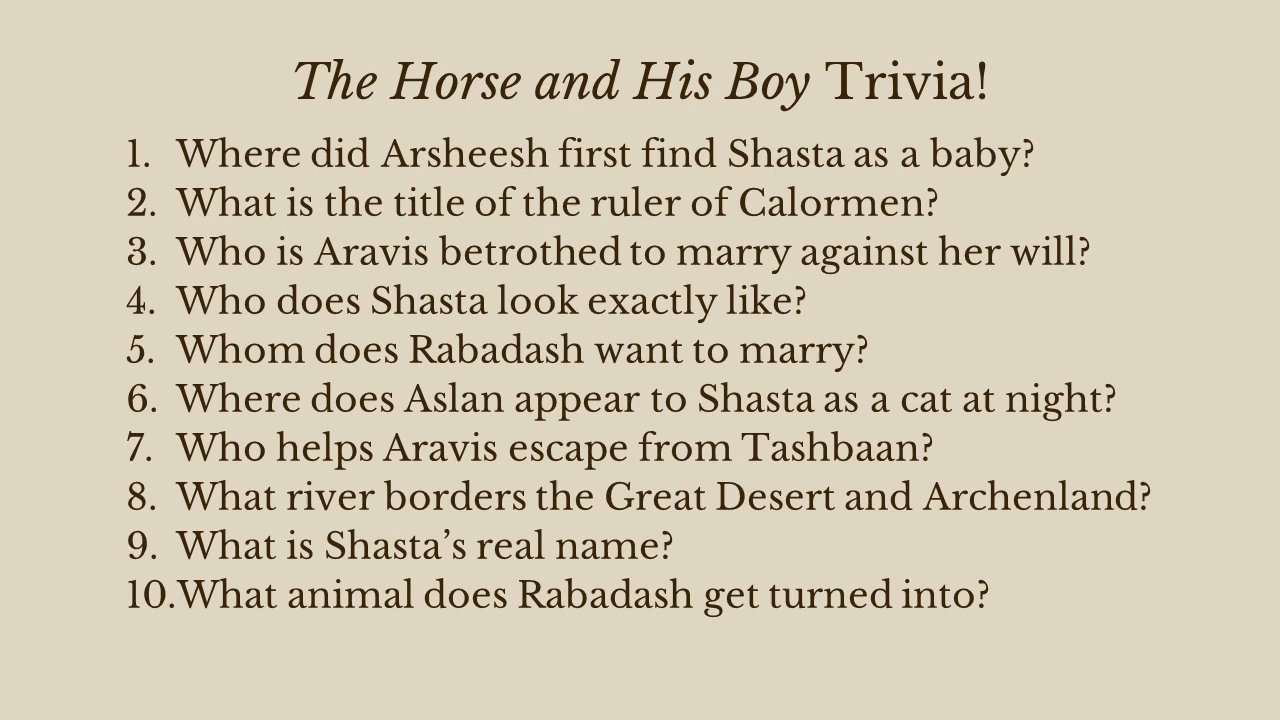 The Horse and His Boy Trivia!
1. Where did Arsheesh first find Shasta as a baby?
2. What is the title of the ruler of Calormen?
3. Who is Aravis betrothed to marry against her will?
4. Who does Shasta look exactly like?
5. Whom does Rabadash want to marry?
6. Where does Aslan appear to Shasta as a cat at night?
7. Who helps Aravis escape from Tashbaan?
8. What river borders the Great Desert and Archenland?
9. What is Shasta’s real name?
10. What animal does Rabadash get turned into?